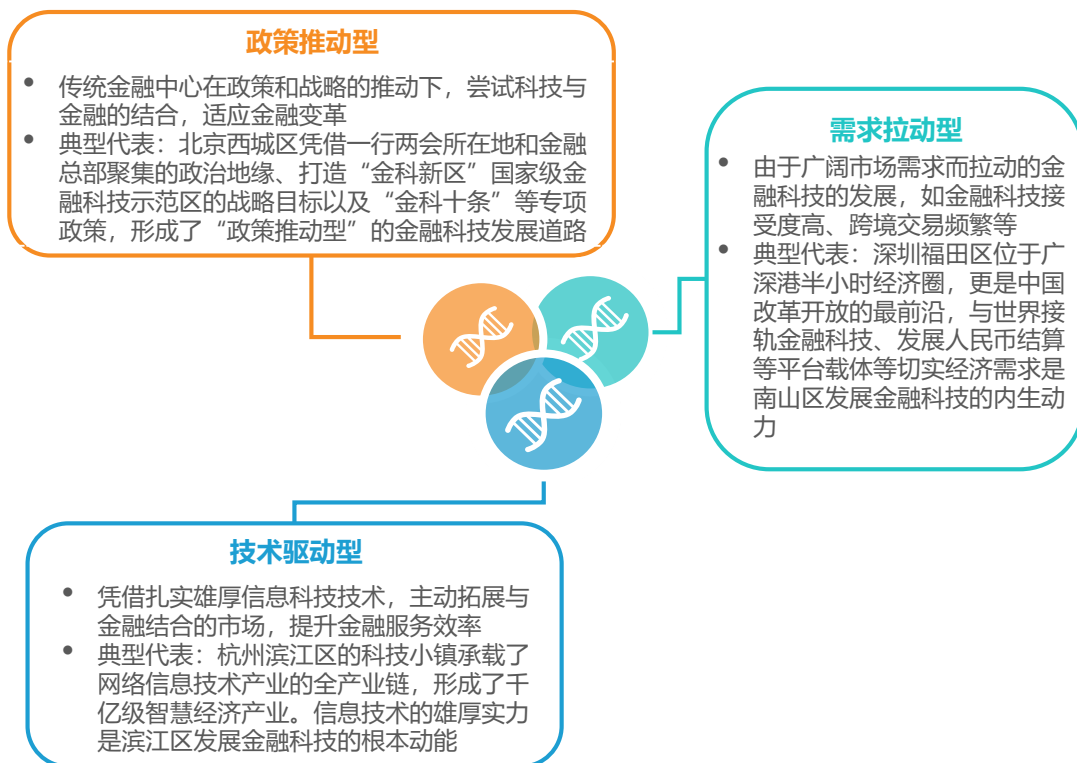 政策推动型
• 传统金融中心在政策和战略的推动下，尝试科技与
金融的结合，适应金融变革
• 典型代表：北京西城区凭借一行两会所在地和金融
总部聚集的政治地缘、打造“金科新区”国家级金
融科技示范区的战略目标以及“金科十条”等专项
政策，形成了“政策推动型”的金融科技发展道路
需求拉动型
• 由于广阔市场需求而拉动的金
融科技的发展，如金融科技接
受度高、跨境交易频繁等
• 典型代表：深圳福田区位于广
深港半小时经济圈，更是中国
改革开放的最前沿，与世界接
轨金融科技、发展人民币结算
等平台载体等切实经济需求是
南山区发展金融科技的内生动
力
技术驱动型
• 凭借扎实雄厚信息科技技术，主动拓展与
金融结合的市场，提升金融服务效率
• 典型代表：杭州滨江区的科技小镇承载了
网络信息技术产业的全产业链，形成了千
亿级智慧经济产业。信息技术的雄厚实力
是滨江区发展金融科技的根本动能